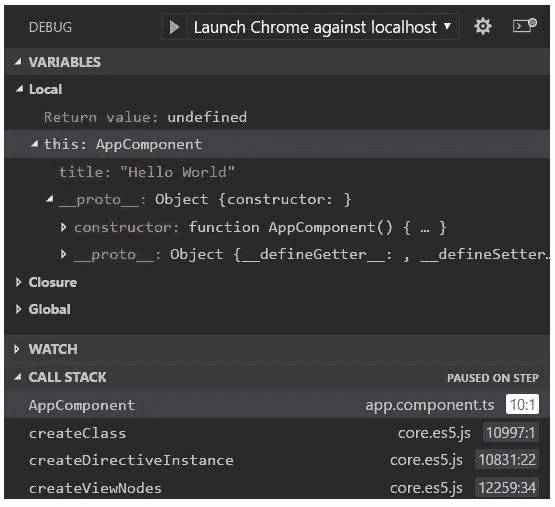 DEBUG Launch Chrome against localhost
VARIABLES
Local
Return value: undefined
this: AppComponent
title: "Hello World"
__proto__: Object {constructor: }
constructor: function AppComponent() { … }
__proto__: Object {__defineGetter__: , __defineSetter…
Closure
Global
WATCH
CALL STACK PAUSED ON STEP
AppComponent app.component.ts 10:1
createClass core.es5.js 10997:1
createDirectiveInstance core.es5.js 10831:22
createViewNodes core.es5.js 12259:34